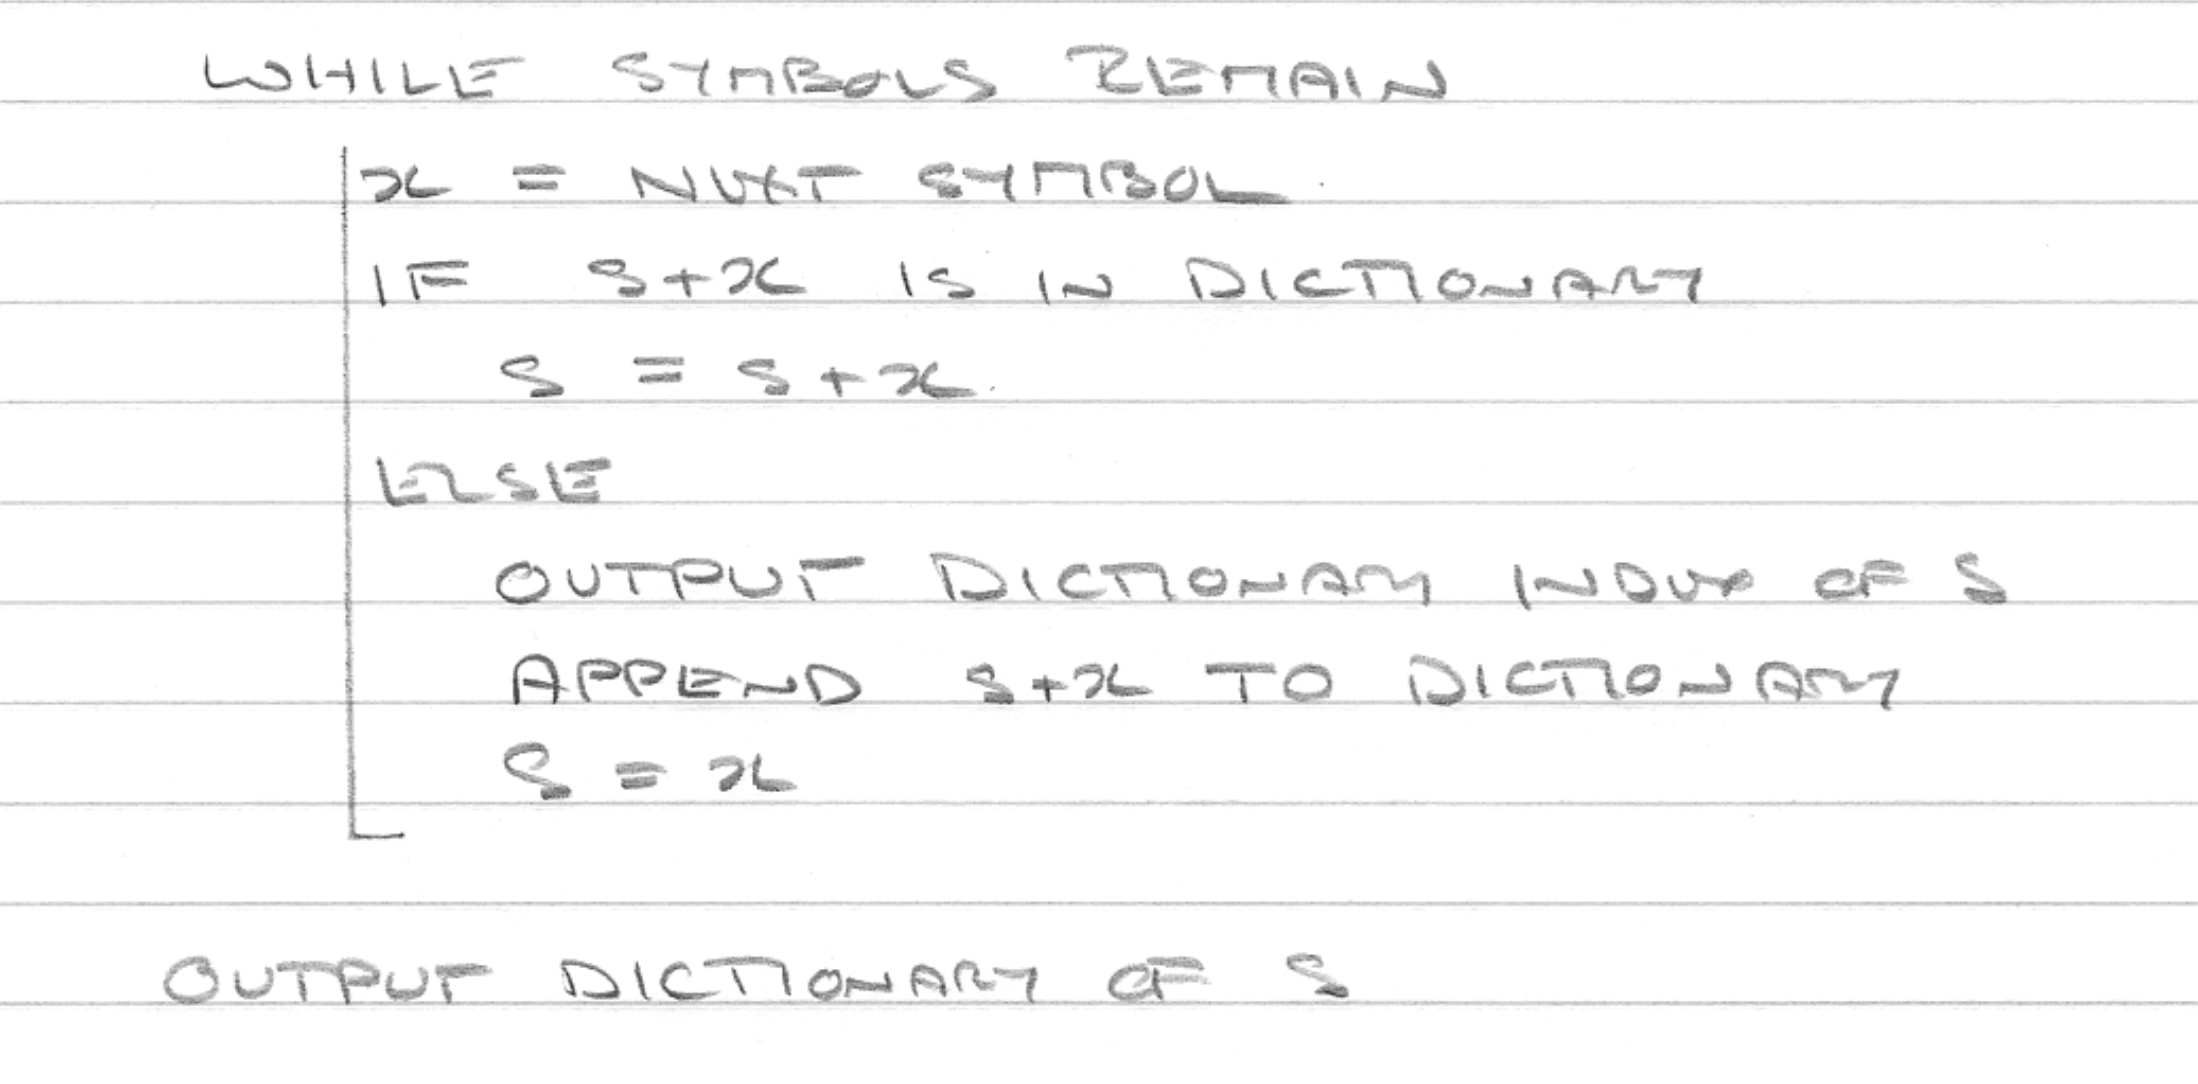 WHILE SYMBOLS REMAIN
x = NEXT SYMBOL
IF S+x IS IN DICTIONARY
S = S+x
ELSE
OUTPUT DICTIONARY INDEX OF S
APPEND S+x TO DICTIONARY
S = x
OUTPUT DICTIONARY OF S